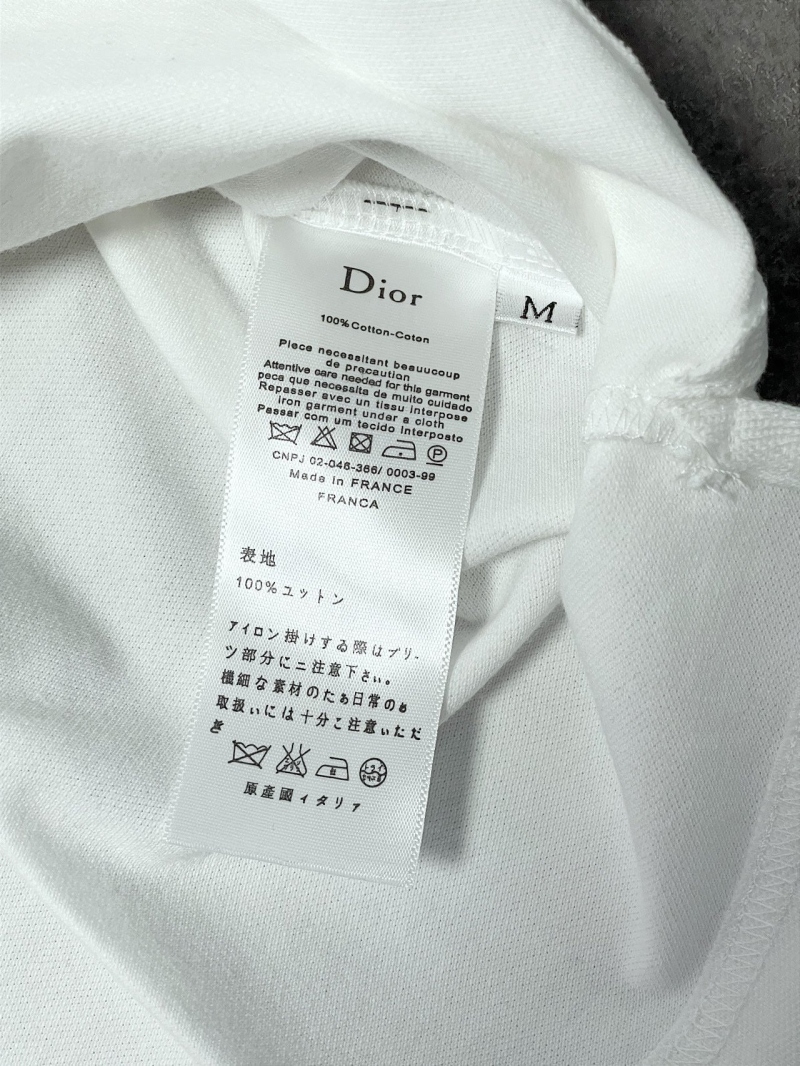 Dior
M
100%Cotton-Coton
Piece necessitant beauucoup
de precaution
Attentive care needed for this garment
peca que necessita de muito cuidado
Repasser avec un tissu interpose
iron garment under a cloth
Passar com um tecido interposto
P
CNPJ 02-046-366/ 0003-99
Made in FRANCE
FRANCA
表地
100%ユットン
アイロン掛けする際はプリ-
ツ部分にニ注意下さい。
機細な素材のたぉ日常のぉ
取扱いには十分こ注意いただ
き
原產國イタリア